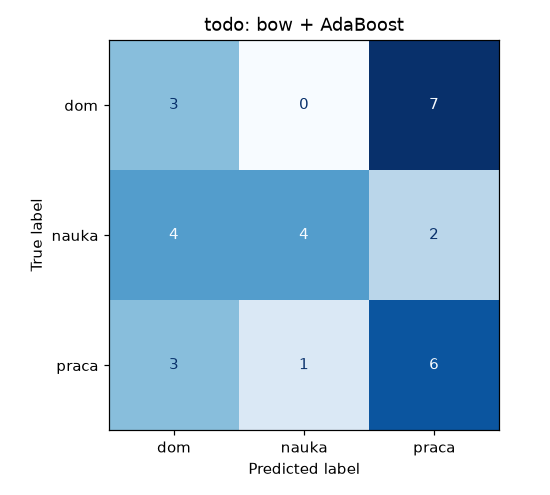 todo: bow + AdaBoost
True label
dom
3 0 7
nauka
4 4 2
praca
3 1 6
dom nauka praca
Predicted label